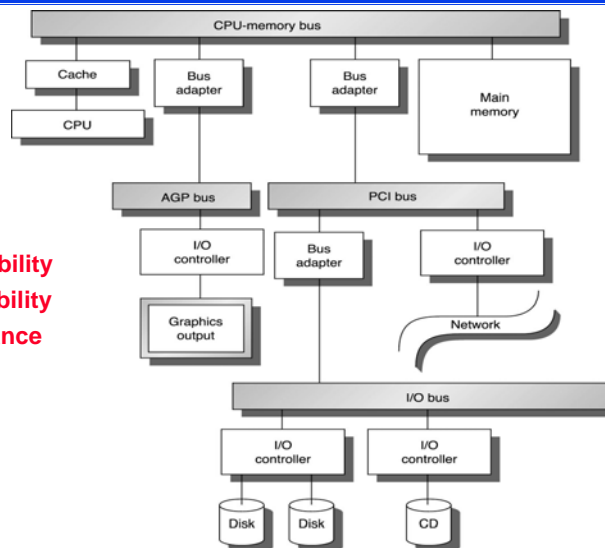 CPU-memory bus
Cache
Bus
adapter
Bus
adapter
Main
memory
CPU
AGP bus
PCI bus
I/O
controller
Bus
adapter
I/O
controller
bility
bility
nce
Graphics
output
Network
I/O bus
I/O
controller
I/O
controller
Disk
Disk
CD